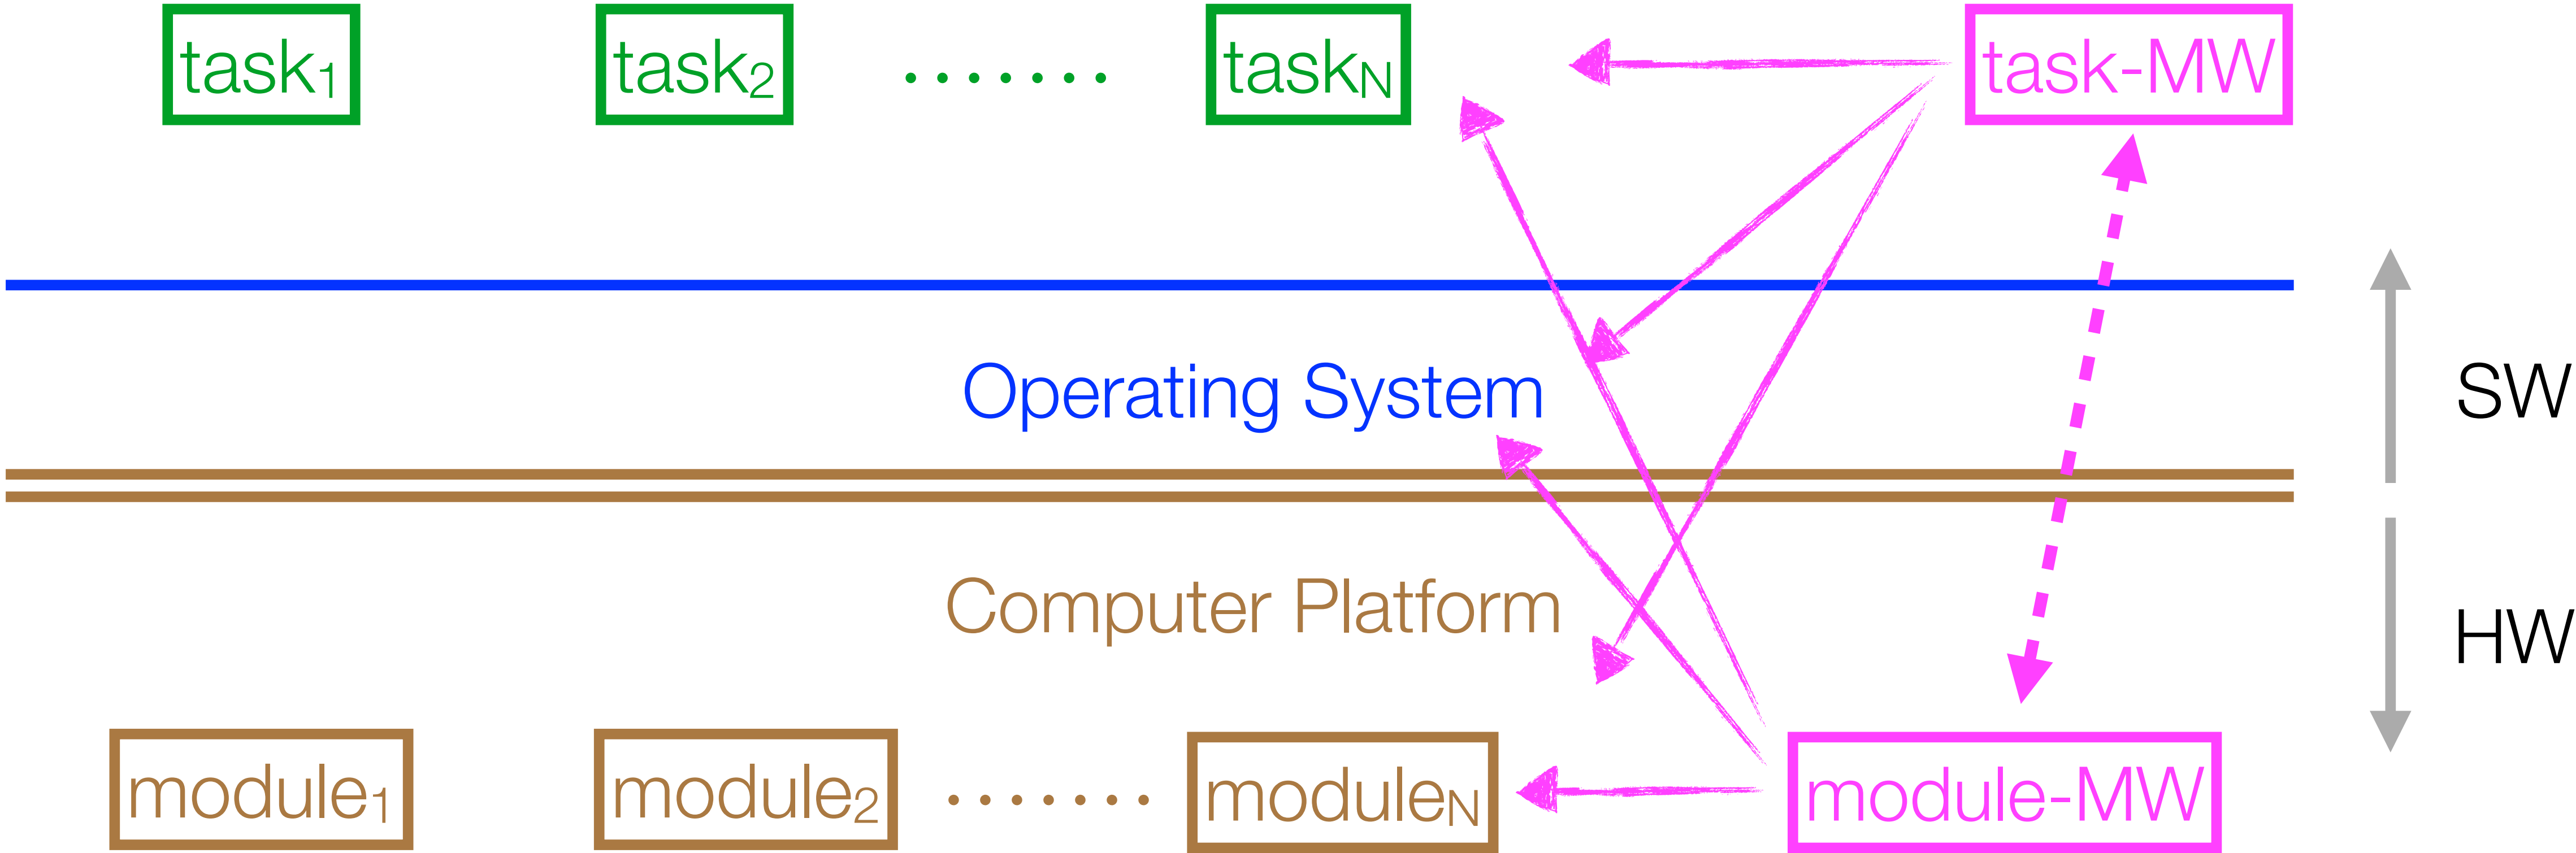 task₁ task₂ ....... taskN task-MW
Operating System
SW
Computer Platform
HW
module₁ module₂ ....... moduleN module-MW